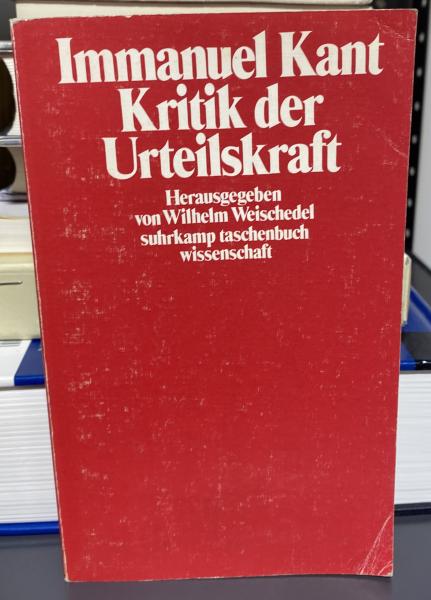 Immanuel Kant
Kritik der
Urteilskraft
Herausgegeben
von Wilhelm Weischedel
suhrkamp taschenbuch
wissenschaft